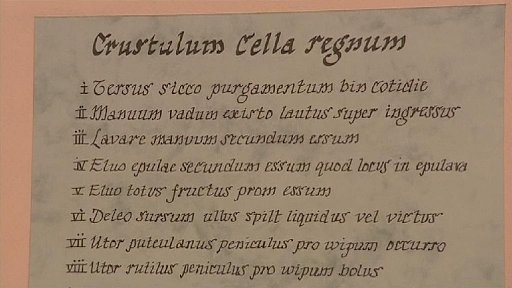 Crustulum Cella regnum
i Tersus sicco purgamentum bin cotidie
ii Manuum vadum existo lautus super ingressus
iii Lavare manuum secundum essum
iv Eluo epulae secundum essum quod locus in epulava
v Eluo totus fructus prom essum
vi Deleo sursum ullus spilt liquidus vel victus
vii Utor puteulanus peniculus pro wipum occurro
viii Utor rutilus peniculus pro wipum bolus